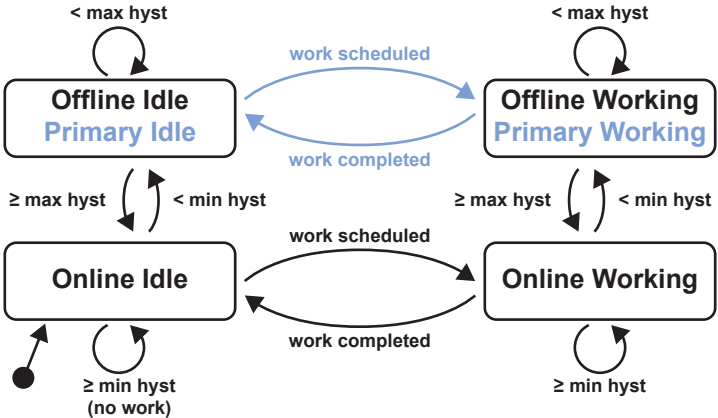 < max hyst
< max hyst
work scheduled
Offline Idle
Primary Idle
Offline Working
Primary Working
work completed
≥ max hyst
< min hyst
≥ max hyst
< min hyst
work scheduled
Online Idle
Online Working
work completed
≥ min hyst
(no work)
≥ min hyst